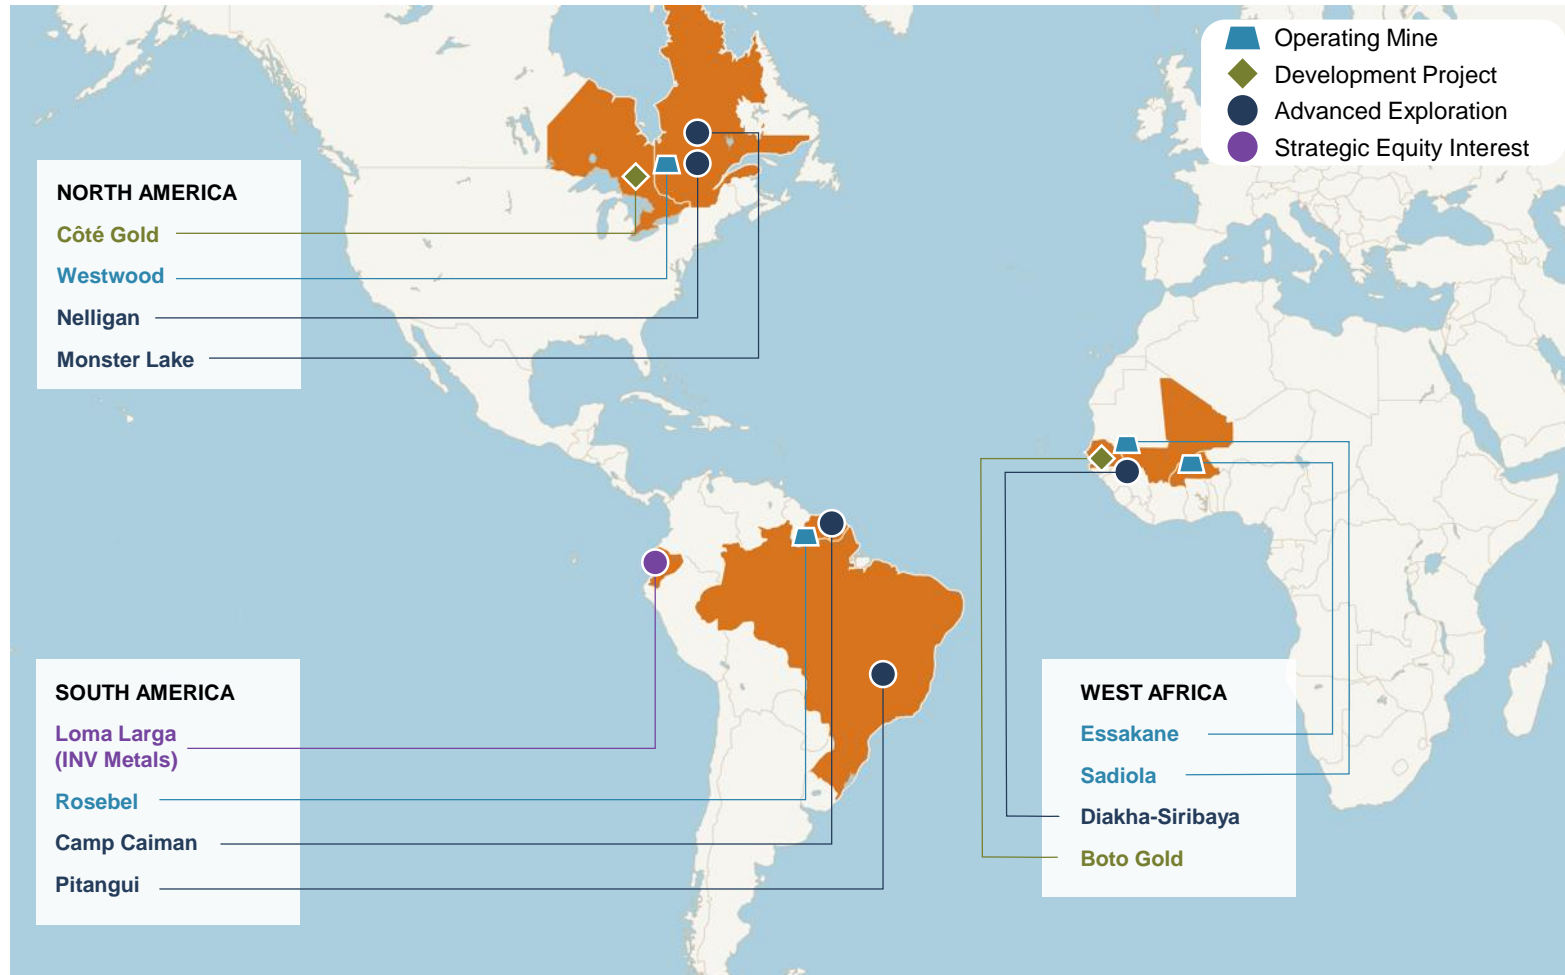 Operating Mine
Development Project
Advanced Exploration
Strategic Equity Interest
NORTH AMERICA
Côté Gold
Westwood
Nelligan
Monster Lake
SOUTH AMERICA
Loma Larga
(INV Metals)
Rosebel
Camp Caiman
Pitangui
WEST AFRICA
Essakane
Sadiola
Diakha-Siribaya
Boto Gold